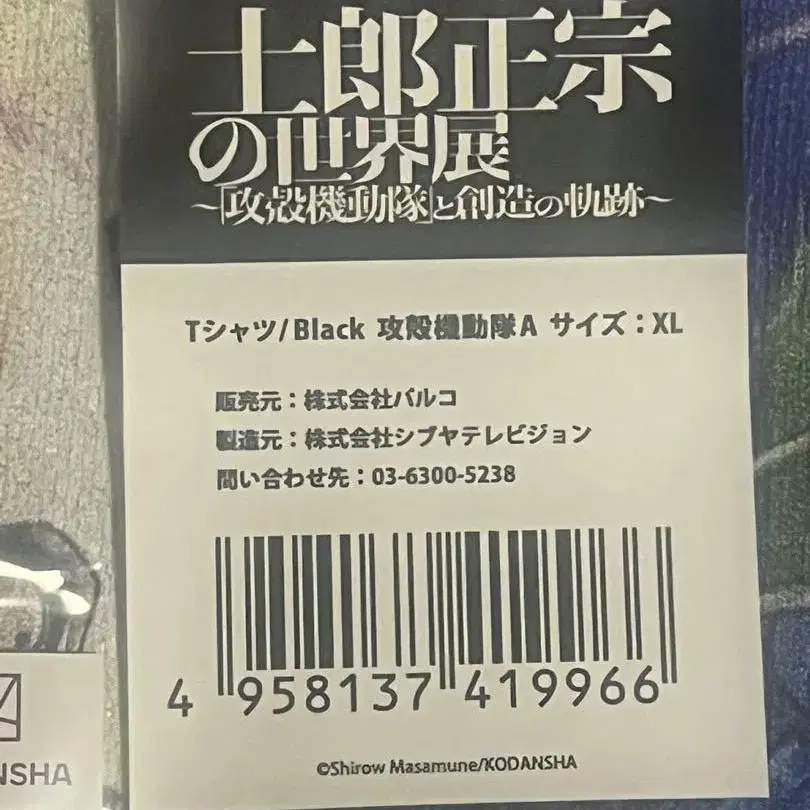 士郎正宗
の世界展
～「攻殻機動隊」と創造の軌跡～
Tシャツ/Black 攻殻機動隊A サイズ：XL
販売元：株式会社パルコ
製造元：株式会社シブヤテレビジョン
問い合わせ先：03-6300-5238
4 958137 419966
©Shirow Masamune/KODANSHA
NSHA